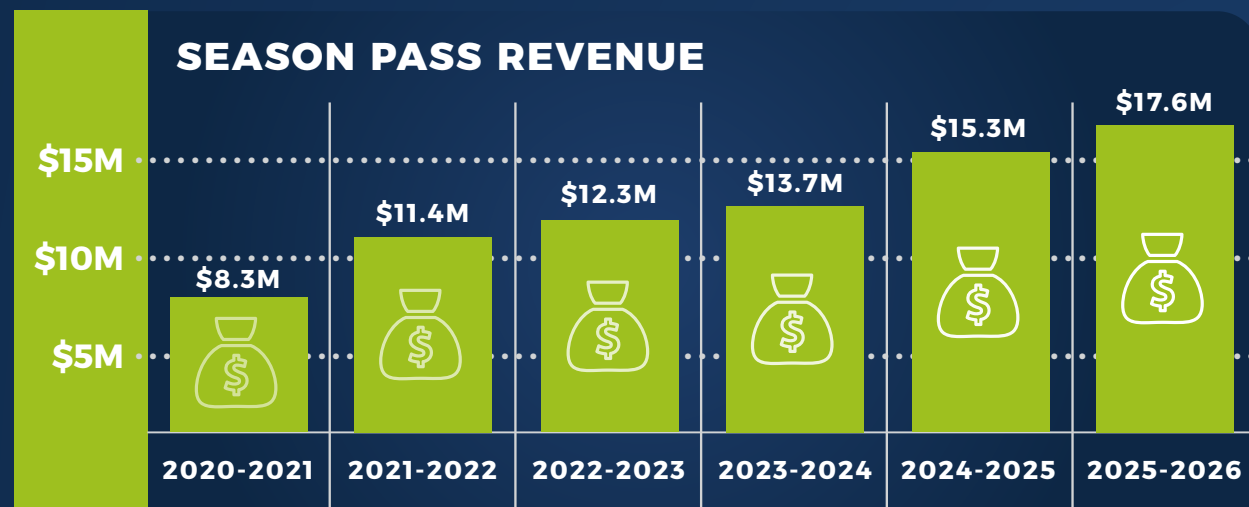 SEASON PASS REVENUE
$15M
$10M
$5M
$8.3M
$11.4M
$12.3M
$13.7M
$15.3M
$17.6M
$
$
$
$
$
$
2020-2021
2021-2022
2022-2023
2023-2024
2024-2025
2025-2026